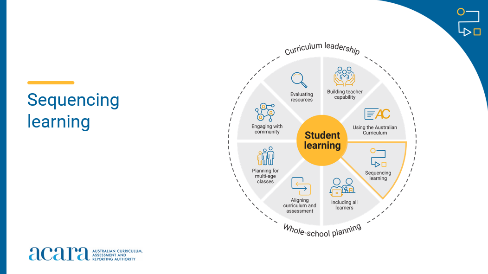 Sequencing
learning
Curriculum leadership
Evaluating
resources
Building teacher
capability
Engaging with
community
AC
Using the Australian
Curriculum
Student
learning
Planning for
multi-age
classes
Sequencing
learning
Aligning
curriculum and
assessment
Including all
learners
Whole-school planning
acara
AUSTRALIAN CURRICULUM,
ASSESSMENT AND
REPORTING AUTHORITY